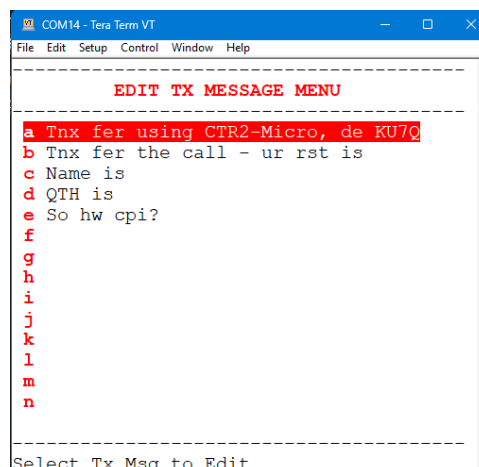 COM14 - Tera Term VT
File Edit Setup Control Window Help
----------------------------------------
EDIT TX MESSAGE MENU
----------------------------------------
a Tnx fer using CTR2-Micro, de KU7Q
b Tnx fer the call - ur rst is
c Name is
d QTH is
e So hw cpi?
f
g
h
i
j
k
l
m
n
----------------------------------------
Select Tx Msg to Edit